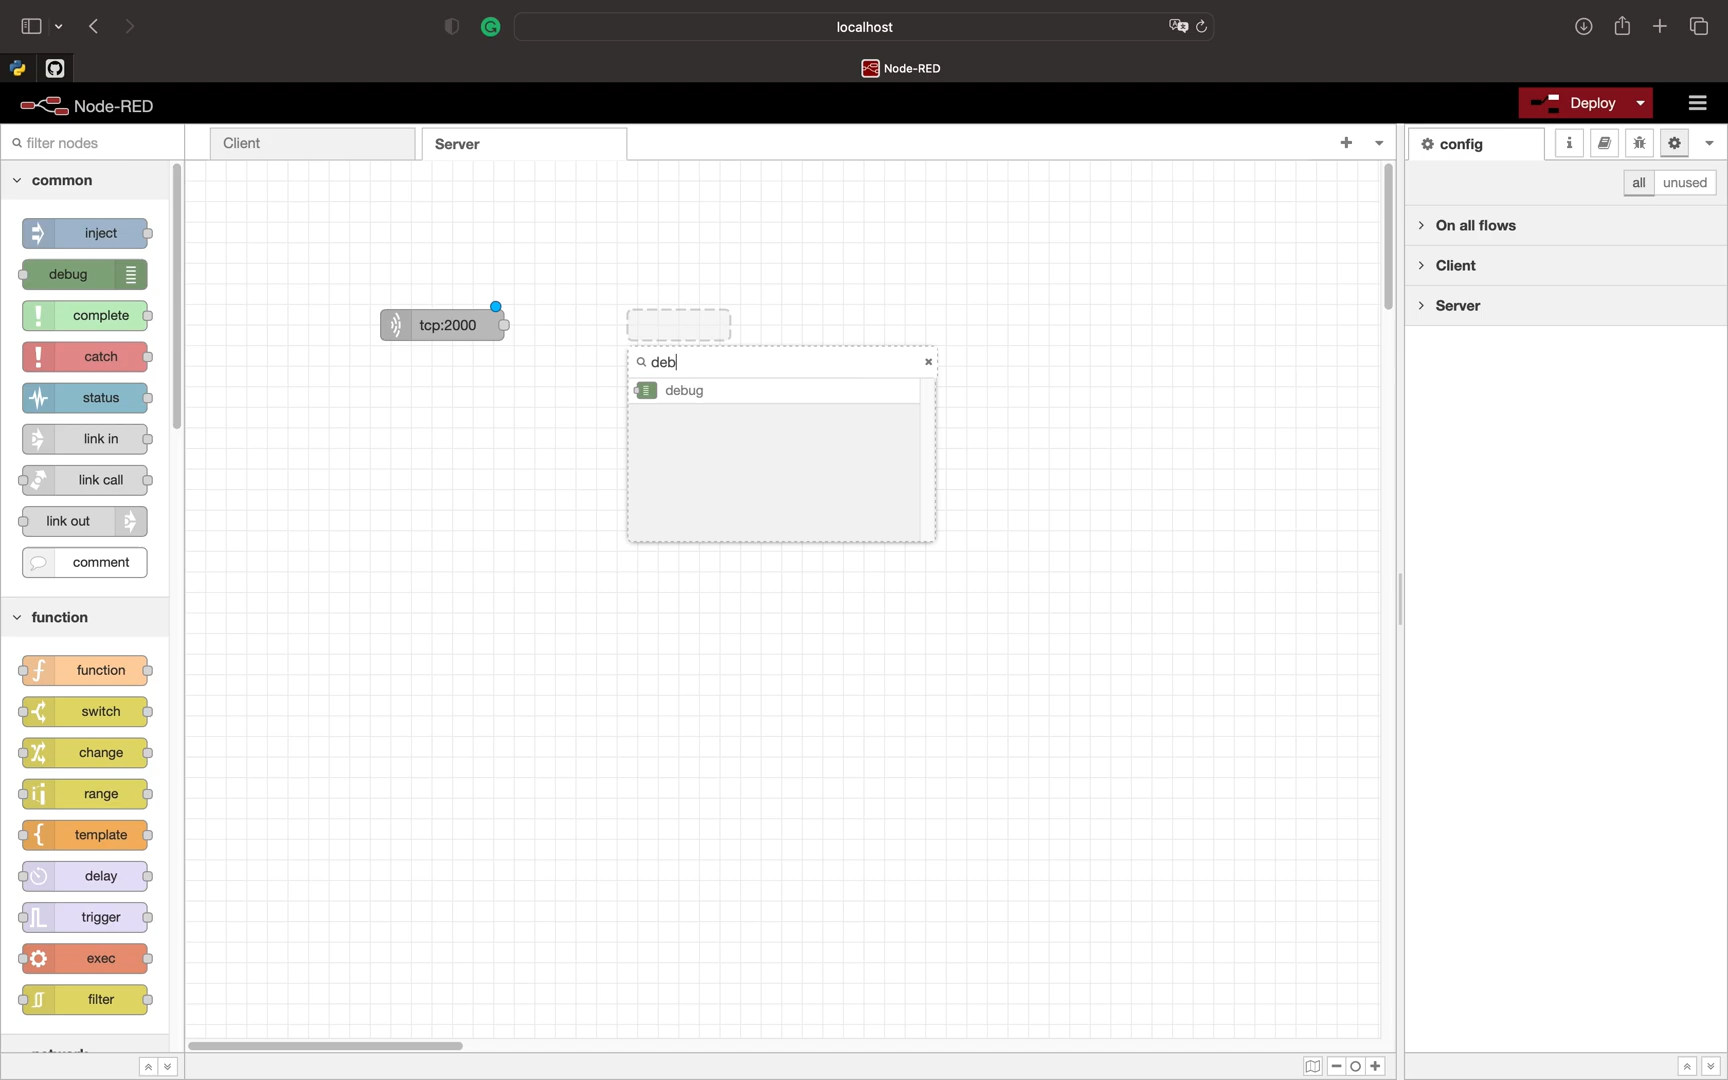 localhost
Node-RED
Node-RED
Deploy
filter nodes
Client
Server
config
all
unused
common
On all flows
inject
Client
debug
Server
complete
tcp:2000
catch
deb
debug
status
link in
link call
link out
comment
function
function
switch
change
range
template
delay
trigger
exec
filter